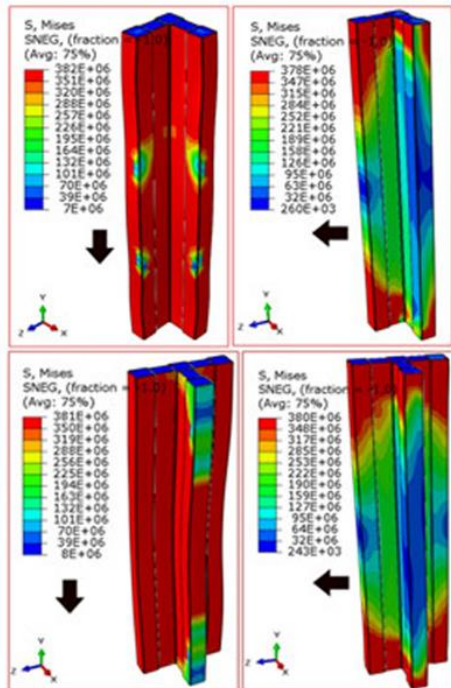 S, Mises
SNEG, (fraction = -1.0)
(Avg: 75%)
382E+06
351E+06
320E+06
288E+06
257E+06
226E+06
195E+06
164E+06
132E+06
101E+06
70E+06
39E+06
7E+06
Y
Z
X
S, Mises
SNEG, (fraction = -1.0)
(Avg: 75%)
378E+06
347E+06
315E+06
284E+06
252E+06
221E+06
189E+06
158E+06
126E+06
95E+06
63E+06
32E+06
260E+03
Y
Z
X
S, Mises
SNEG, (fraction = -1.0)
(Avg: 75%)
381E+06
350E+06
319E+06
288E+06
256E+06
225E+06
194E+06
163E+06
132E+06
101E+06
70E+06
39E+06
8E+06
Y
Z
X
S, Mises
SNEG, (fraction = -1.0)
(Avg: 75%)
380E+06
348E+06
317E+06
285E+06
253E+06
222E+06
190E+06
159E+06
127E+06
95E+06
64E+06
32E+06
243E+03
Y
Z
X